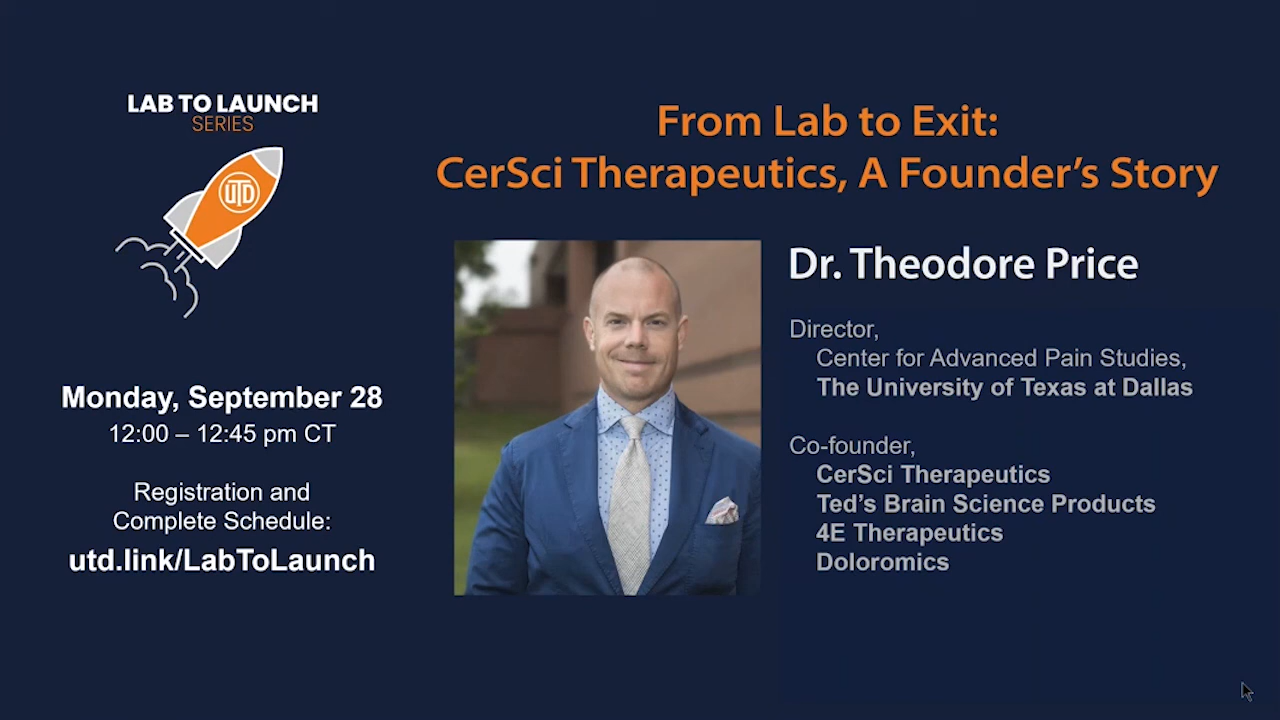 LAB TO LAUNCH
SERIES
UTD
Monday, September 28
12:00 – 12:45 pm CT
Registration and
Complete Schedule:
utd.link/LabToLaunch
From Lab to Exit:
CerSci Therapeutics, A Founder’s Story
Dr. Theodore Price
Director,
Center for Advanced Pain Studies,
The University of Texas at Dallas
Co-founder,
CerSci Therapeutics
Ted’s Brain Science Products
4E Therapeutics
Doloromics